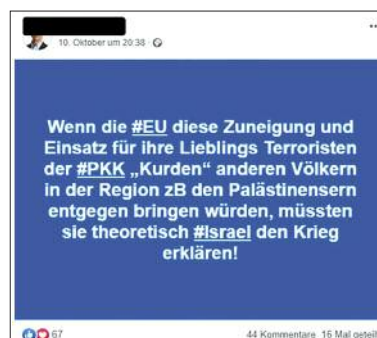 10. Oktober um 20:38 ·
Wenn die #EU diese Zuneigung und
Einsatz für ihre Lieblings Terroristen
der #PKK „Kurden“ anderen Völkern
in der Region zB den Palästinensern
entgegen bringen würden, müssten
sie theoretisch #Israel den Krieg
erklären!
67
44 Kommentare 16 Mal geteilt